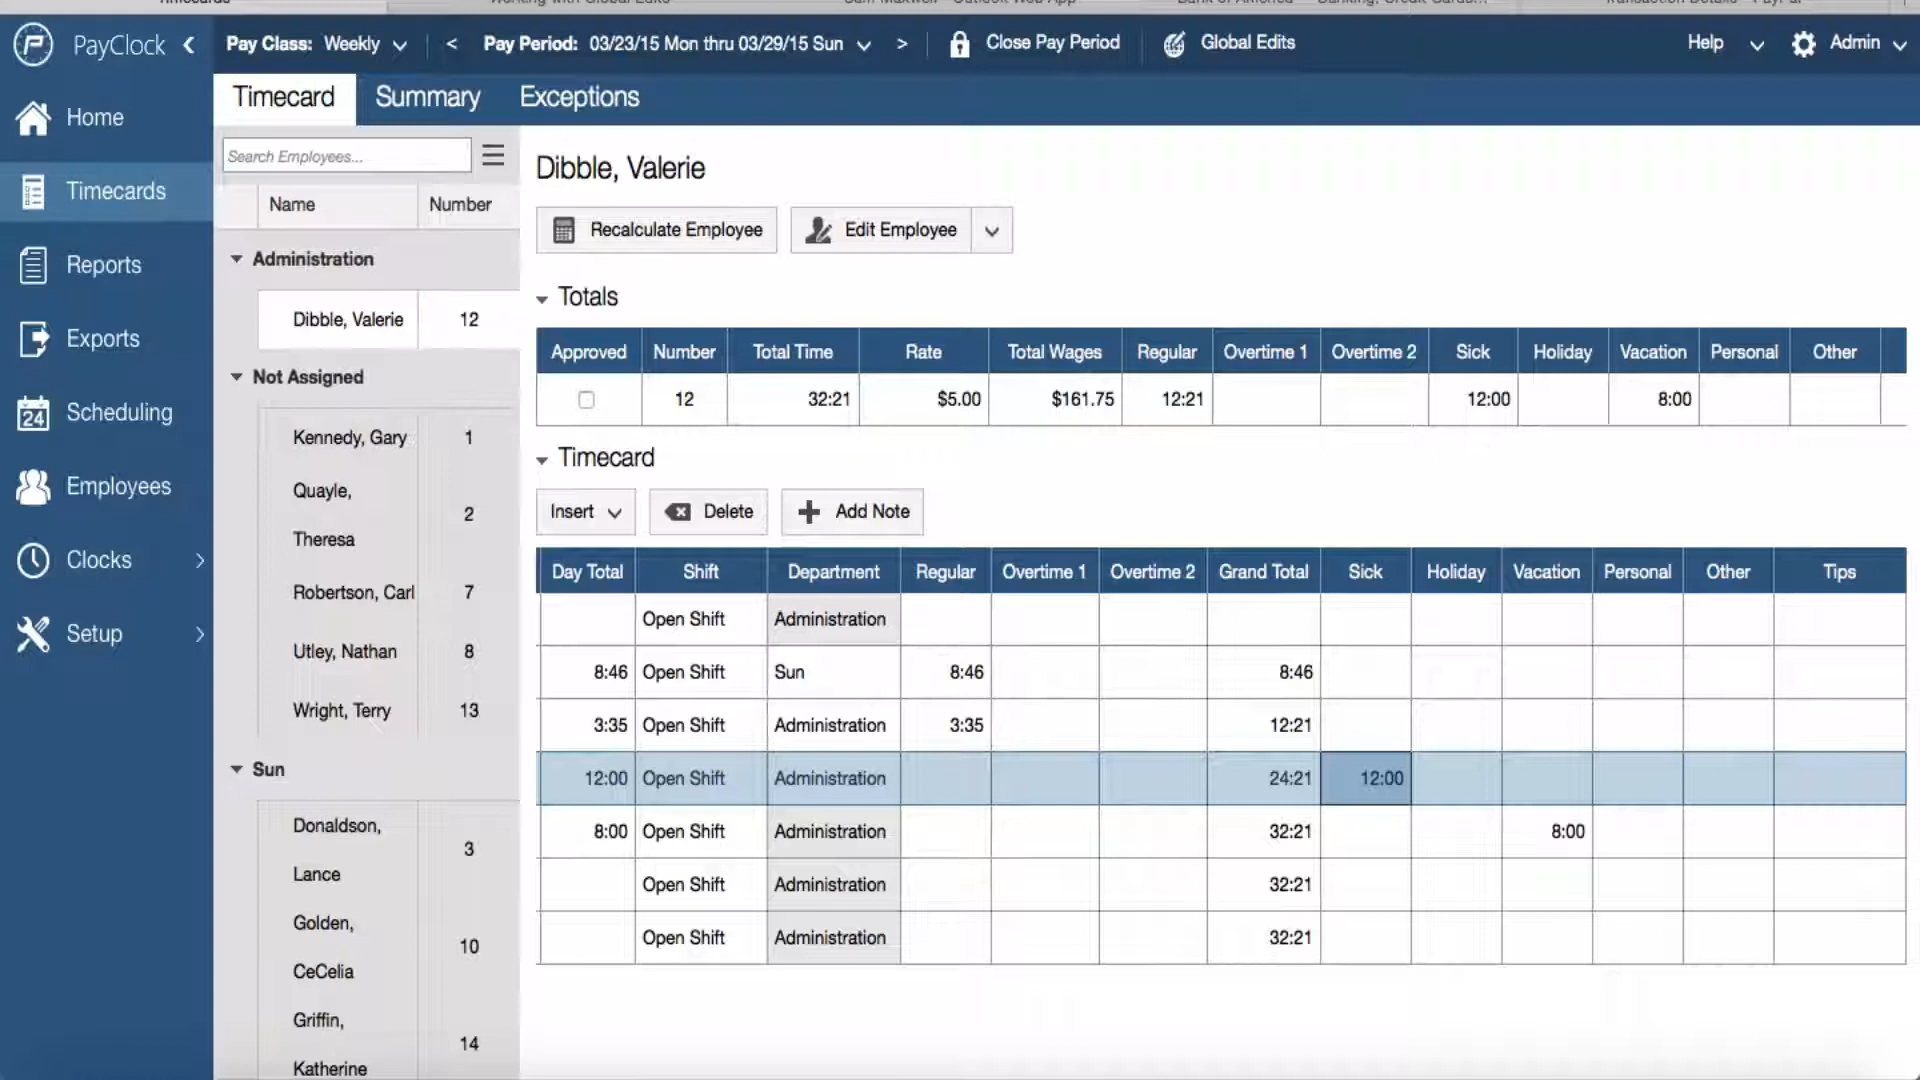 PayClock
Pay Class: Weekly
<
Pay Period: 03/23/15 Mon thru 03/29/15 Sun
>
Close Pay Period
Global Edits
Help
Admin
Home
Timecards
Reports
Exports
24
Scheduling
Employees
Clocks
Setup
Timecard
Summary
Exceptions
Search Employees...
Name Number
Administration
Dibble, Valerie 12
Not Assigned
Kennedy, Gary 1
Quayle,
Theresa
2
Robertson, Carl 7
Utley, Nathan 8
Wright, Terry 13
Sun
Donaldson,
Lance
3
Golden,
CeCelia
10
Griffin,
Katherine
14
Dibble, Valerie
Recalculate Employee
Edit Employee
Totals
Approved Number Total Time Rate Total Wages Regular Overtime 1 Overtime 2 Sick Holiday Vacation Personal Other
12 32:21 $5.00 $161.75 12:21 12:00 8:00
Timecard
Insert
Delete
Add Note
Day Total Shift Department Regular Overtime 1 Overtime 2 Grand Total Sick Holiday Vacation Personal Other Tips
Open Shift Administration
8:46 Open Shift Sun 8:46 8:46
3:35 Open Shift Administration 3:35 12:21
12:00 Open Shift Administration 24:21 12:00
8:00 Open Shift Administration 32:21 8:00
Open Shift Administration 32:21
Open Shift Administration 32:21